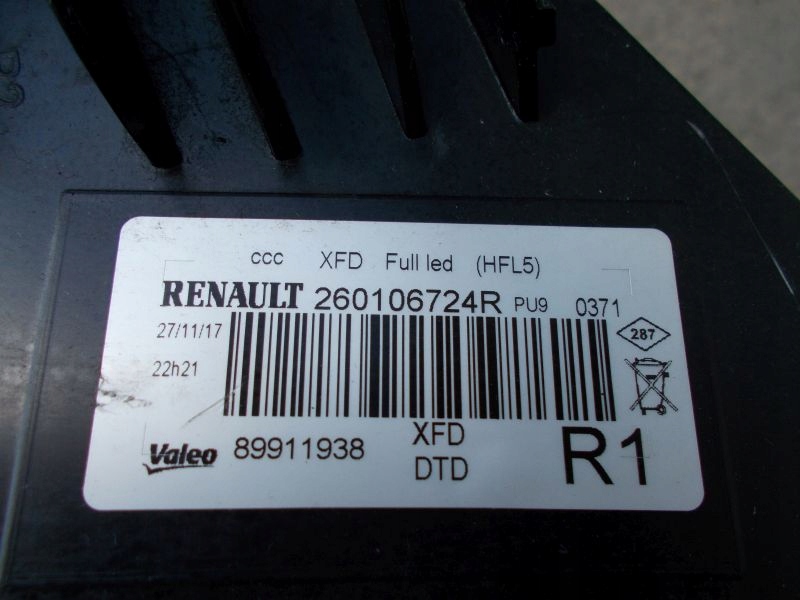 ccc XFD Full led (HFL5)
RENAULT 260106724R PU9 0371
27/11/17
287
22h21
Valeo 89911938 XFD
DTD
R1